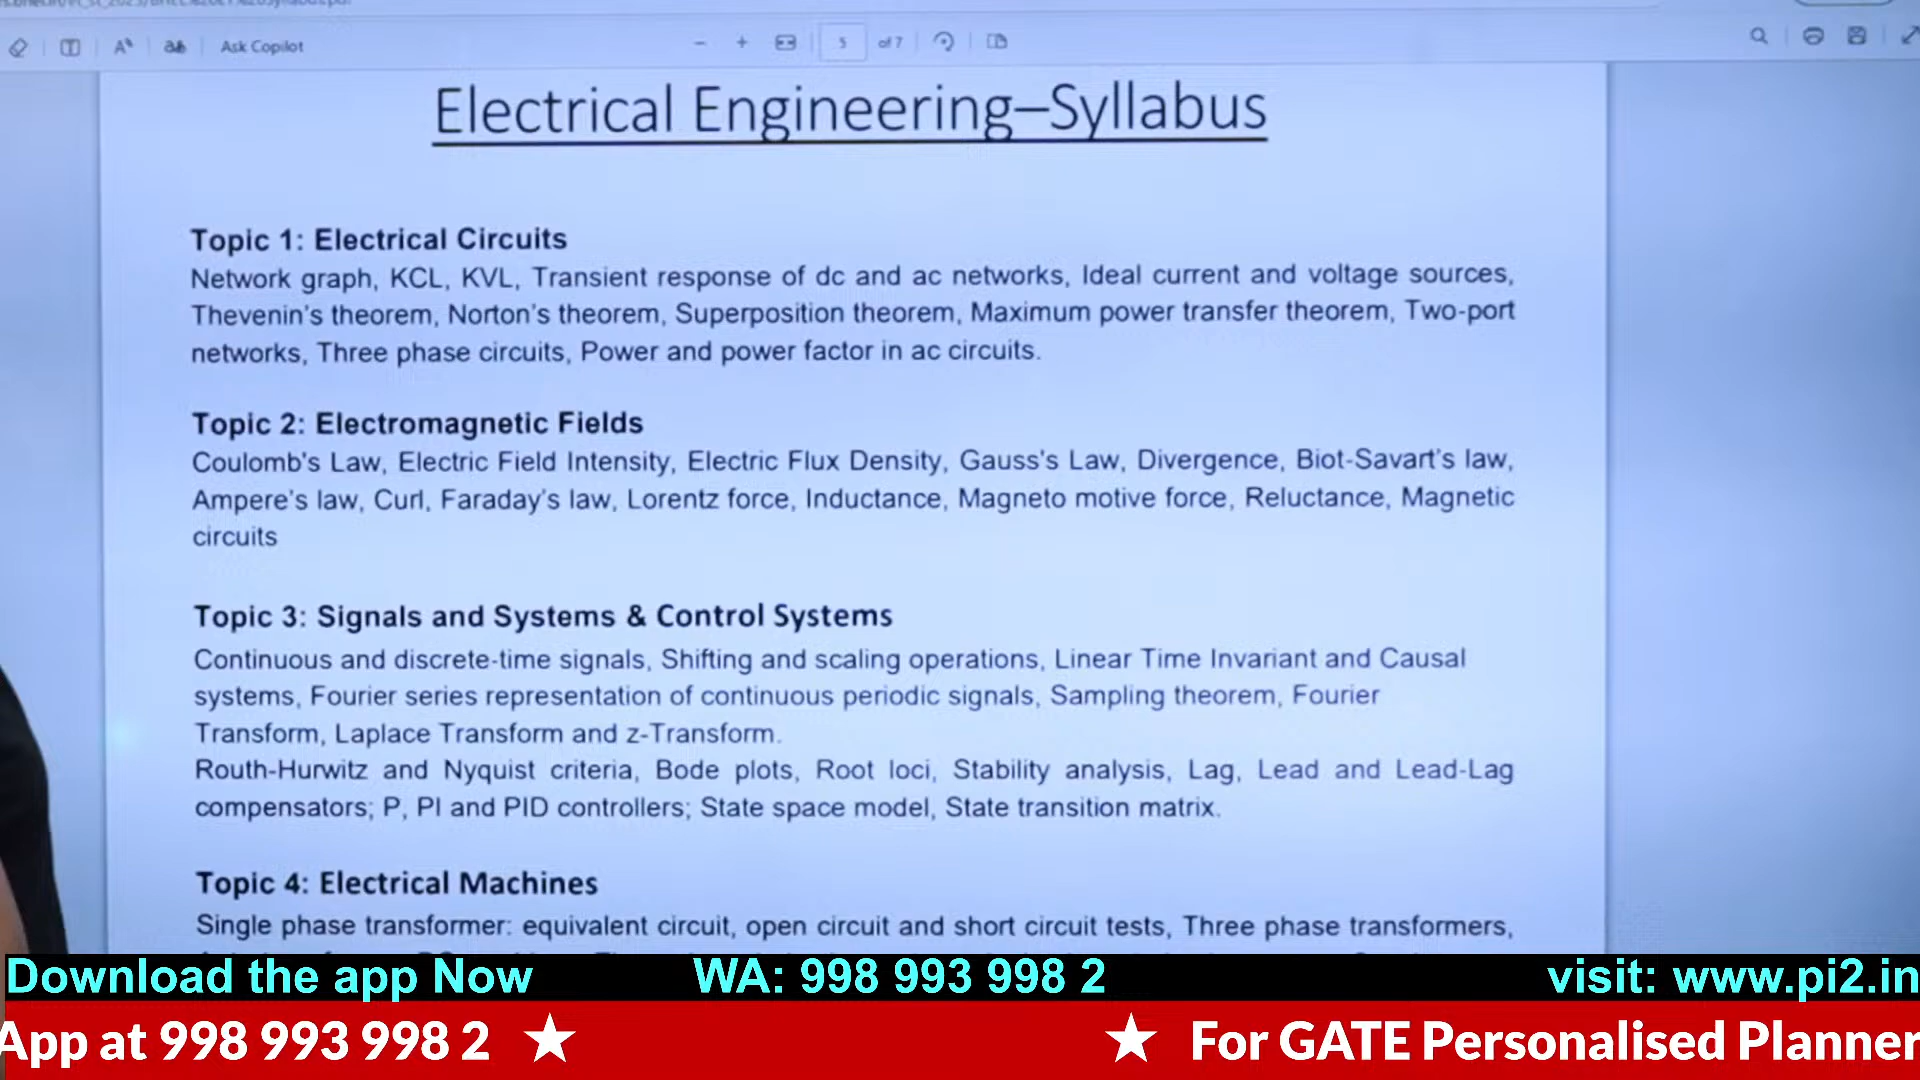 Ask Copilot
5 of 7
Electrical Engineering–Syllabus
Topic 1: Electrical Circuits
Network graph, KCL, KVL, Transient response of dc and ac networks, Ideal current and voltage sources,
Thevenin's theorem, Norton's theorem, Superposition theorem, Maximum power transfer theorem, Two-port
networks, Three phase circuits, Power and power factor in ac circuits.
Topic 2: Electromagnetic Fields
Coulomb's Law, Electric Field Intensity, Electric Flux Density, Gauss's Law, Divergence, Biot-Savart's law,
Ampere's law, Curl, Faraday's law, Lorentz force, Inductance, Magneto motive force, Reluctance, Magnetic
circuits
Topic 3: Signals and Systems & Control Systems
Continuous and discrete-time signals, Shifting and scaling operations, Linear Time Invariant and Causal
systems, Fourier series representation of continuous periodic signals, Sampling theorem, Fourier
Transform, Laplace Transform and z-Transform.
Routh-Hurwitz and Nyquist criteria, Bode plots, Root loci, Stability analysis, Lag, Lead and Lead-Lag
compensators; P, PI and PID controllers; State space model, State transition matrix.
Topic 4: Electrical Machines
Single phase transformer: equivalent circuit, open circuit and short circuit tests, Three phase transformers,
Download the app Now WA: 998 993 998 2 visit: www.pi2.in
App at 998 993 998 2 ★ ★ For GATE Personalised Planner